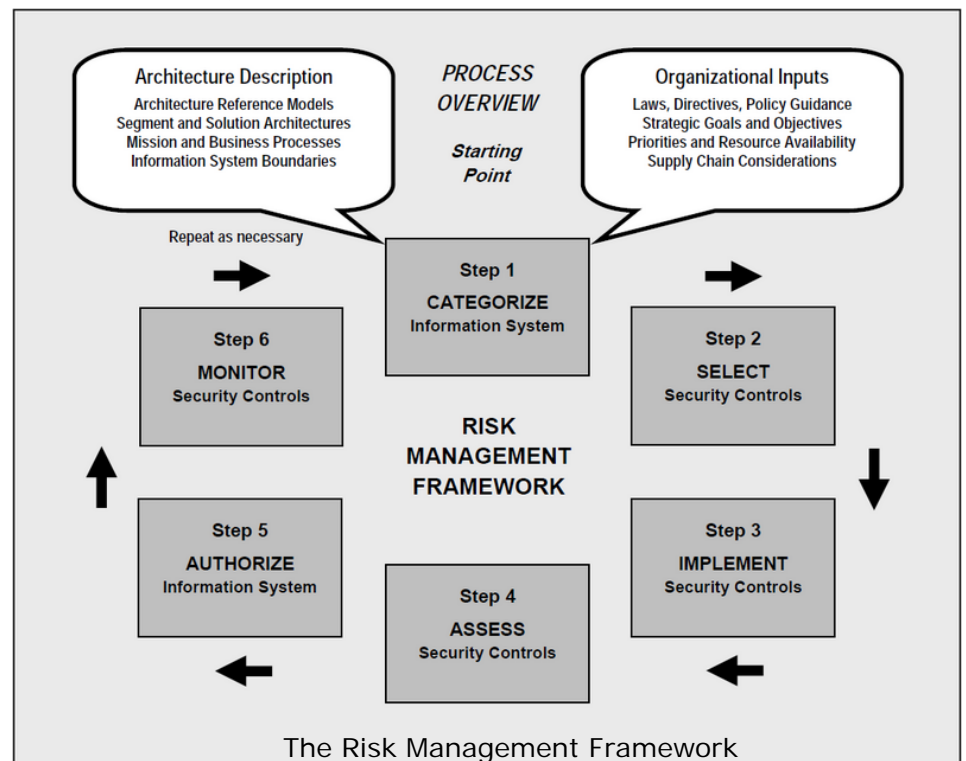 Architecture Description
Architecture Reference Models
Segment and Solution Architectures
Mission and Business Processes
Information System Boundaries
PROCESS
OVERVIEW
Starting
Point
Organizational Inputs
Laws, Directives, Policy Guidance
Strategic Goals and Objectives
Priorities and Resource Availability
Supply Chain Considerations
Repeat as necessary
Step 1
CATEGORIZE
Information System
Step 2
SELECT
Security Controls
Step 3
IMPLEMENT
Security Controls
Step 4
ASSESS
Security Controls
Step 5
AUTHORIZE
Information System
Step 6
MONITOR
Security Controls
RISK
MANAGEMENT
FRAMEWORK
The Risk Management Framework